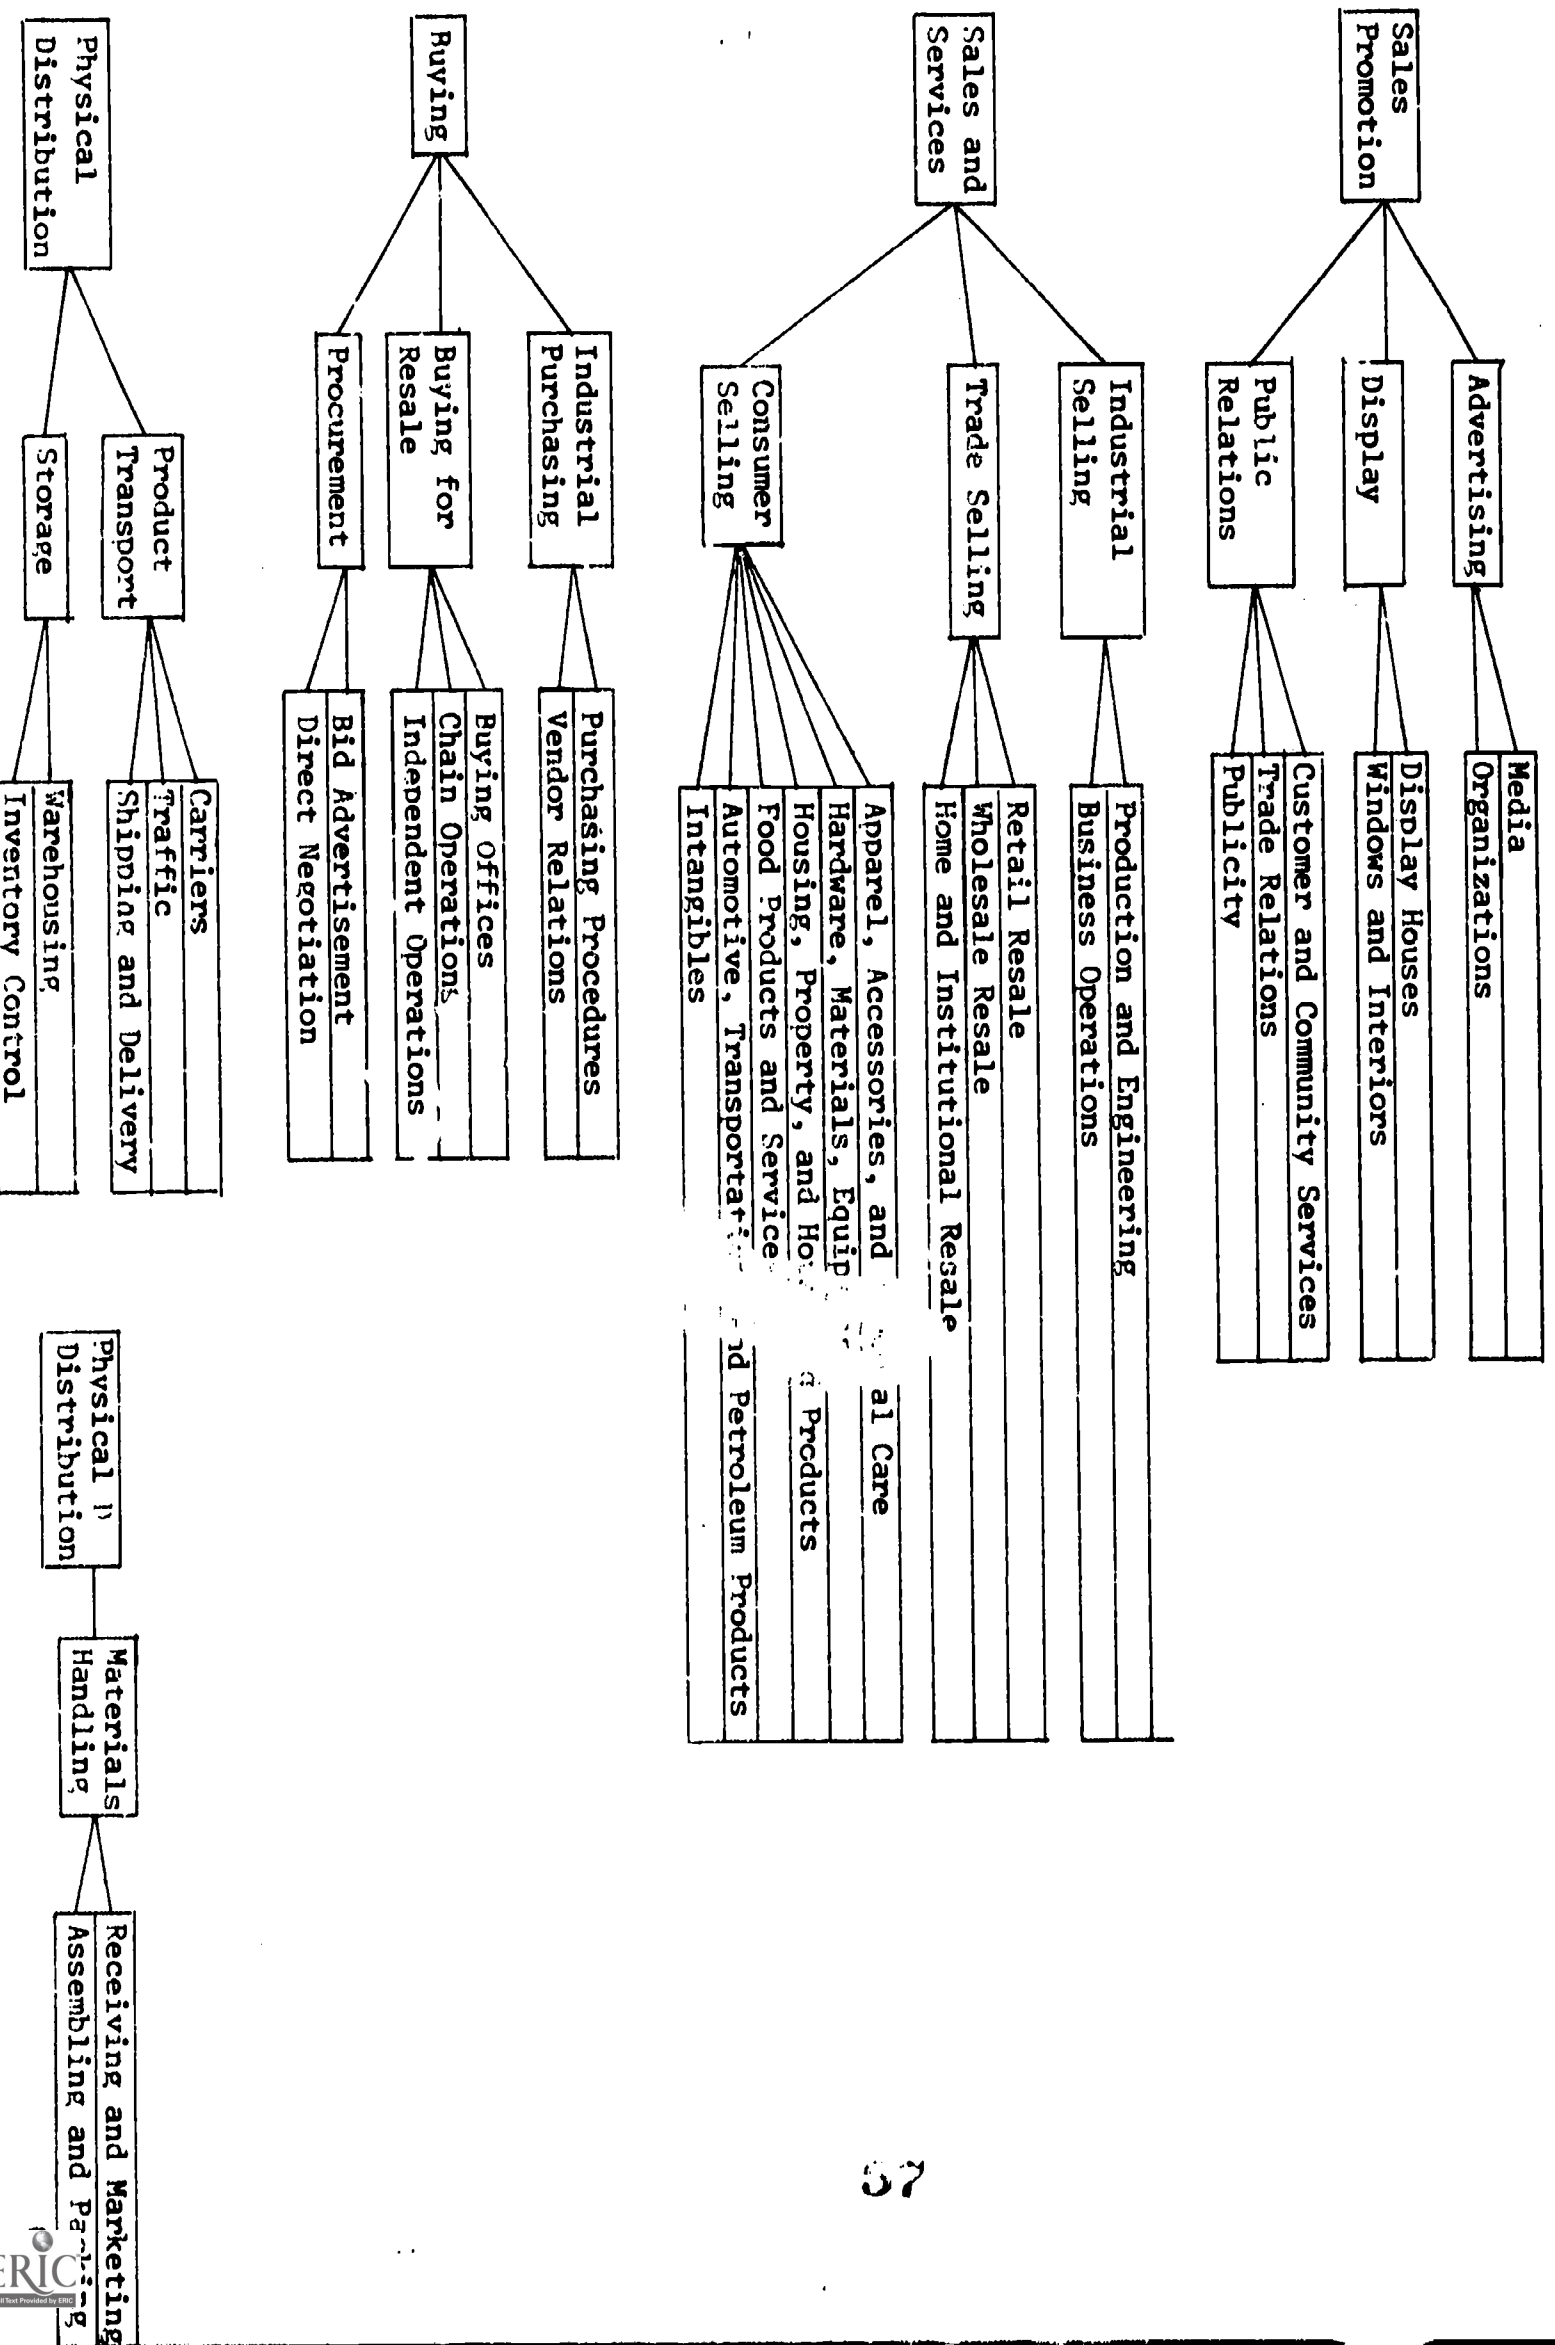 Sales
Promotion
Advertising
Media
Organizations
Display
Display Houses
Windows and Interiors
Public
Relations
Customer and Community Services
Trade Relations
Publicity
Sales and
Services
Industrial
Selling
Production and Engineering
Business Operations
Trade Selling
Retail Resale
Wholesale Resale
Home and Institutional Resale
Consumer
Selling
Apparel, Accessories, and al Care
Hardware, Materials, Equip
Housing, Property, and Products
Food Products and Service
Automotive, Petroleum Products
Intangibles
Buying
Industrial
Purchasing
Purchasing Procedures
Vendor Relations
Buying for
Resale
Buying Offices
Chain Operations
Independent Operations
Procurement
Bid Advertisement
Direct Negotiation
Physical
Distribution
Product
Transport
Carriers
Traffic
Shipping and Delivery
Storage
Warehousing
Inventory Control
Physical
Distribution
Materials
Handling
Receiving and Marketing
Assembling and
57
ERIC
Full Text Provided by ERIC